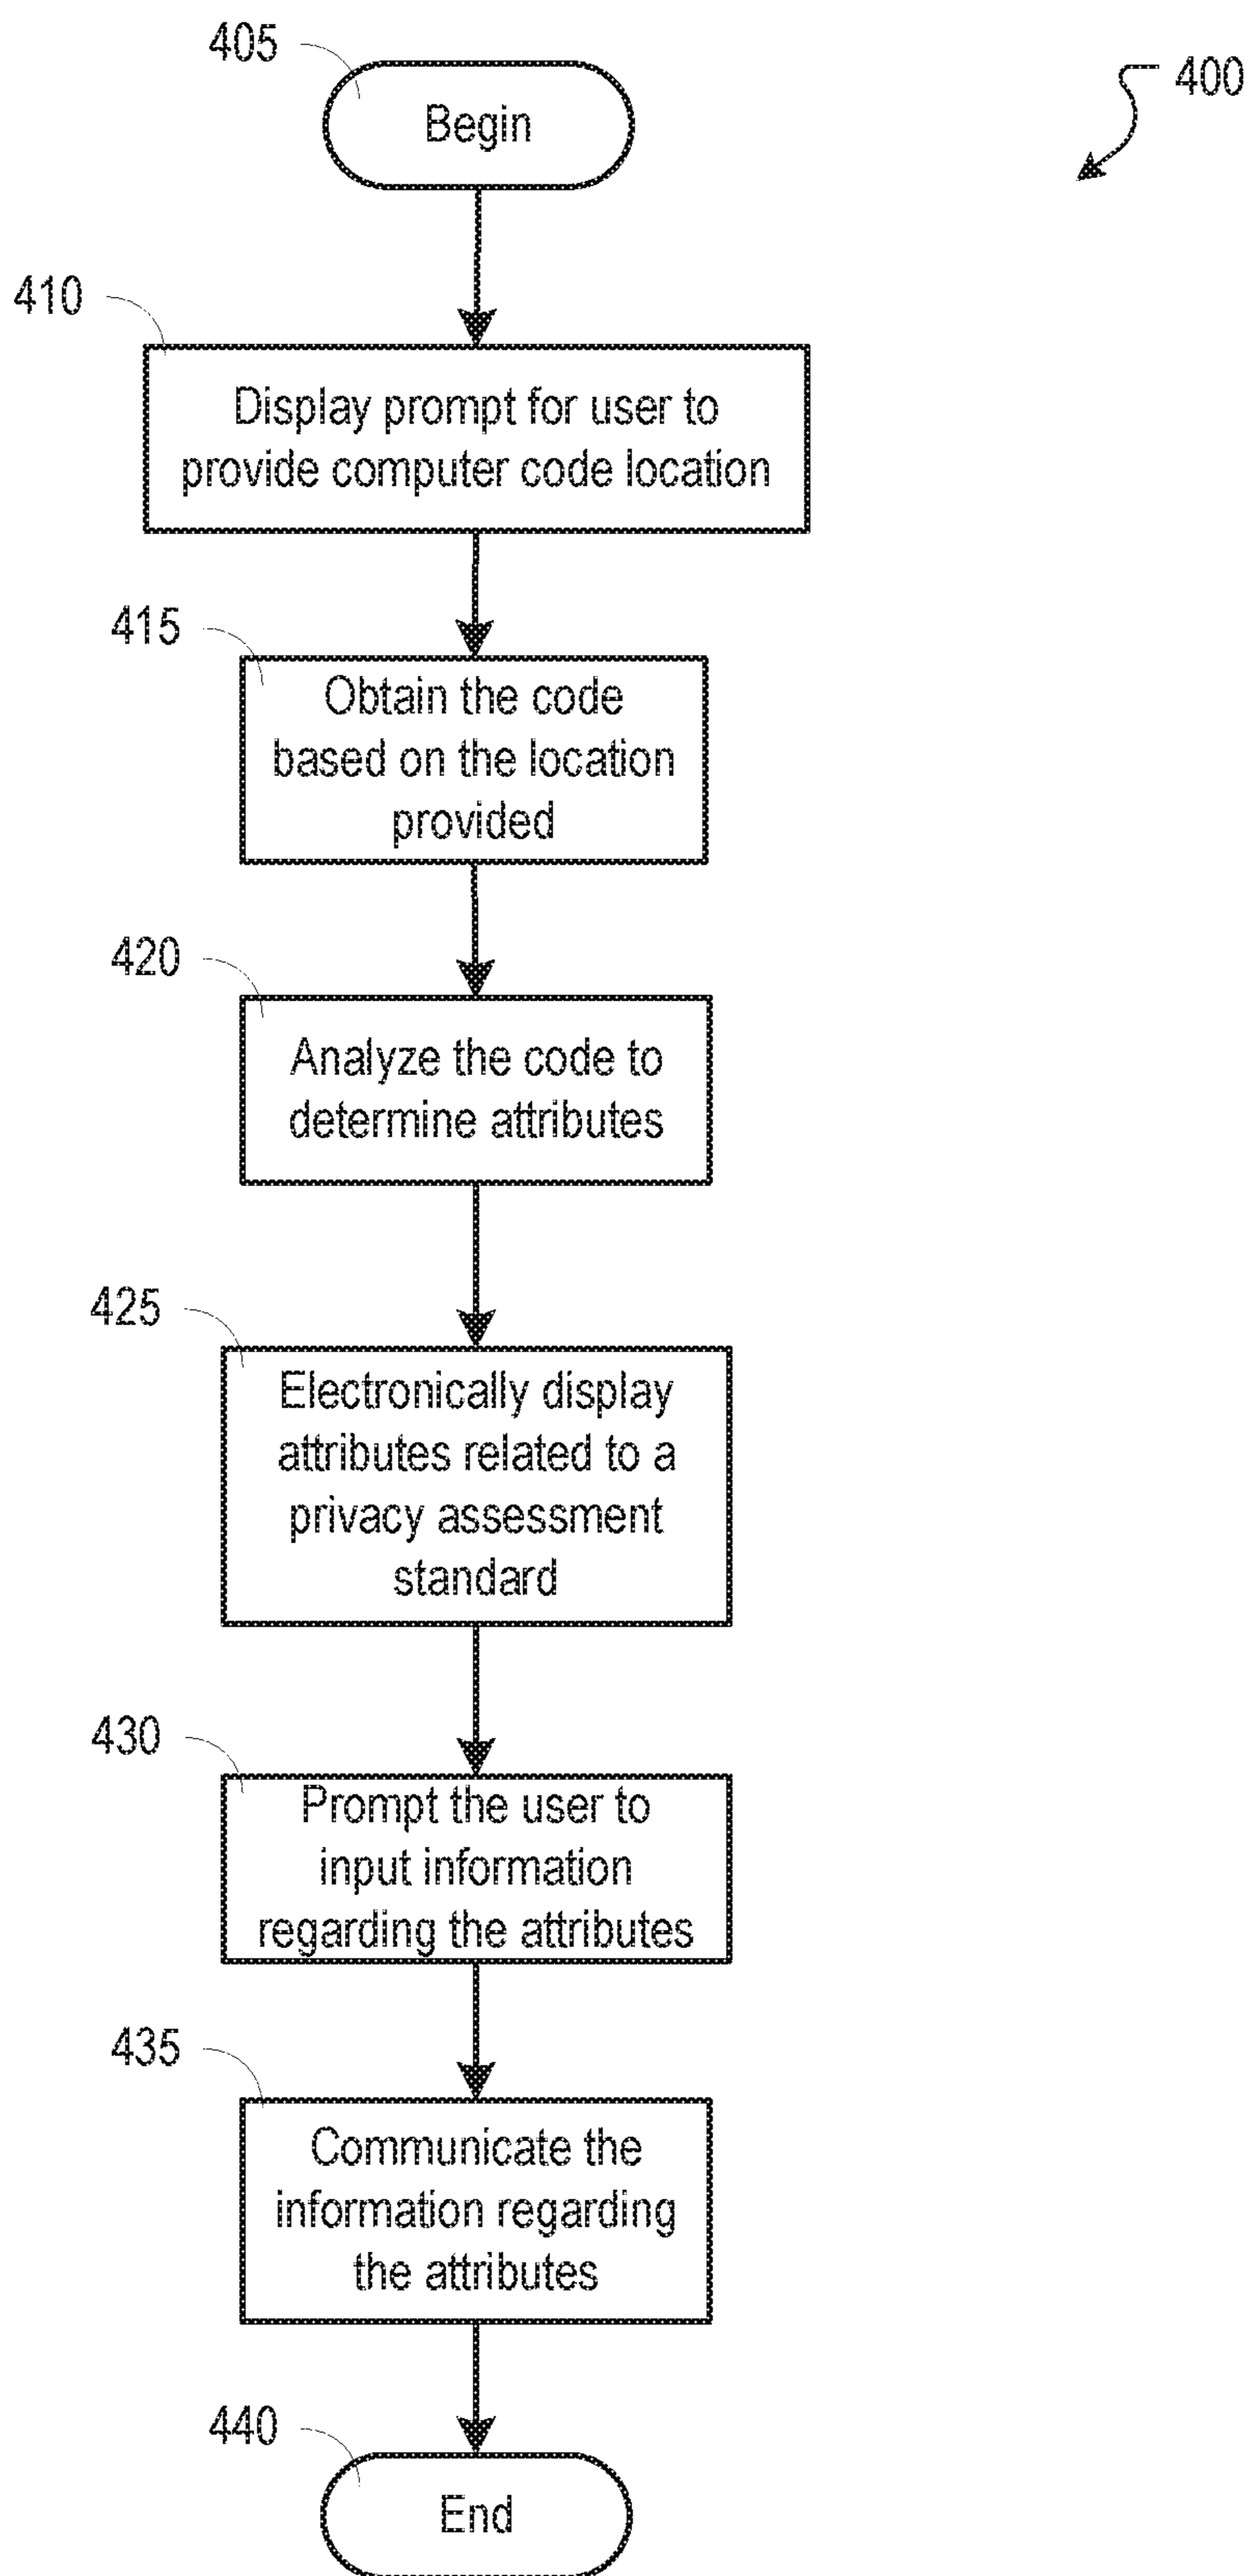 405
Begin
400
410
Display prompt for user to
provide computer code location
415
Obtain the code
based on the location
provided
420
Analyze the code to
determine attributes
425
Electronically display
attributes related to a
privacy assessment
standard
430
Prompt the user to
input information
regarding the attributes
435
Communicate the
information regarding
the attributes
440
End